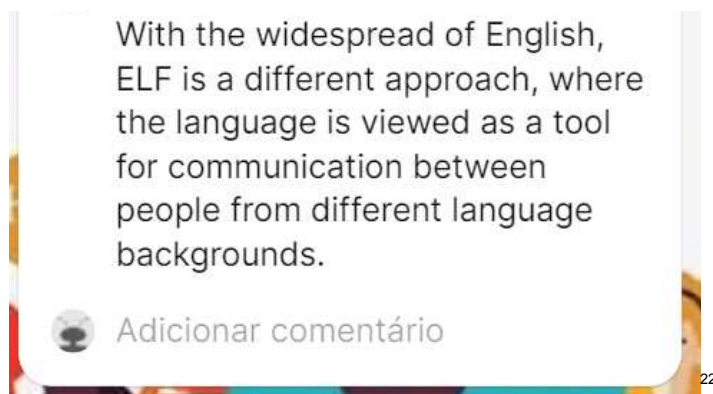 With the widespread of English,
ELF is a different approach, where
the language is viewed as a tool
for communication between
people from different language
backgrounds.
Adicionar comentário
22